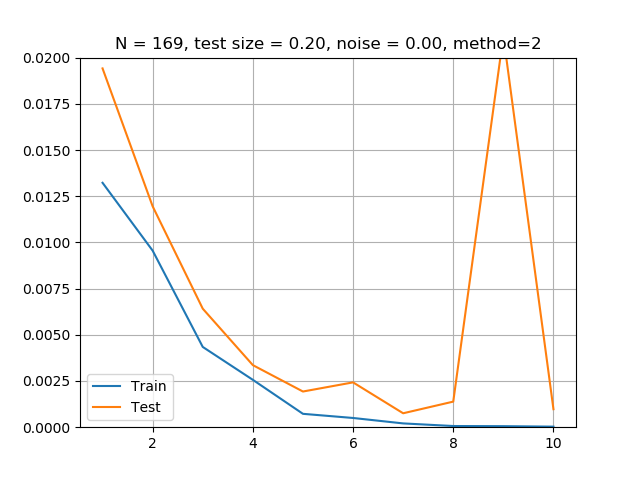 N = 169, test size = 0.20, noise = 0.00, method=2
0.0200
0.0175
0.0150
0.0125
0.0100
0.0075
0.0050
0.0025
0.0000
Train
Test
2 4 6 8 10